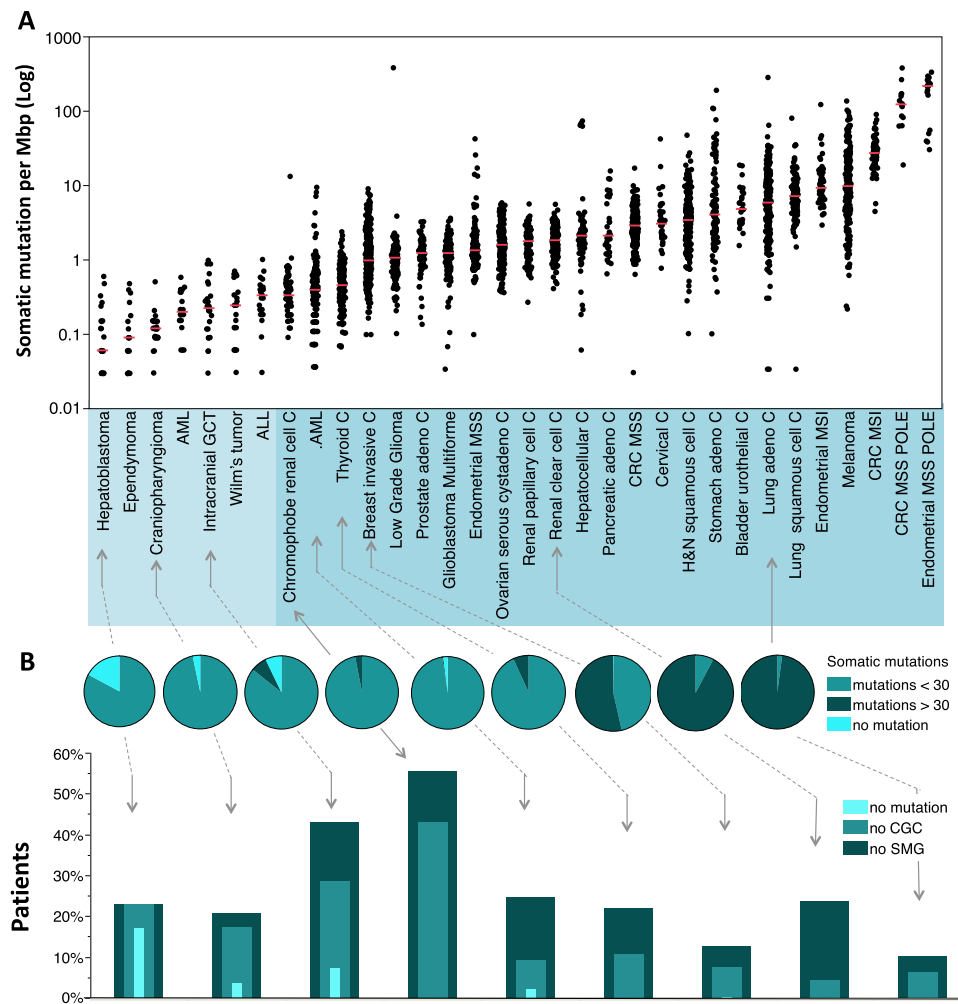 A
Somatic mutation per Mbp (Log)
1000
100
10
1
0.1
0.01
Hepatoblastoma
Ependymoma
Craniopharyngioma
AML
Intracranial GCT
Wilm's tumor
ALL
Chromophobe renal cell C
.AML
Thyroid C
Breast invasive C
Low Grade Glioma
Prostate adeno C
Glioblastoma Multiforme
Endometrial MSS
Ovarian serous cystadeno C
Renal papillary cell C
Renal clear cell C
Hepatocellular C
Pancreatic adeno C
CRC MSS
Cervical C
H&N squamous cell C
Stomach adeno C
Bladder urothelial C
Lung adeno C
Lung squamous cell C
Endometrial MSI
Melanoma
CRC MSI
CRC MSS POLE
Endometrial MSS POLE
B
Somatic mutations
mutations < 30
mutations > 30
no mutation
Patients
60%
50%
40%
30%
20%
10%
0%
no mutation
no CGC
no SMG